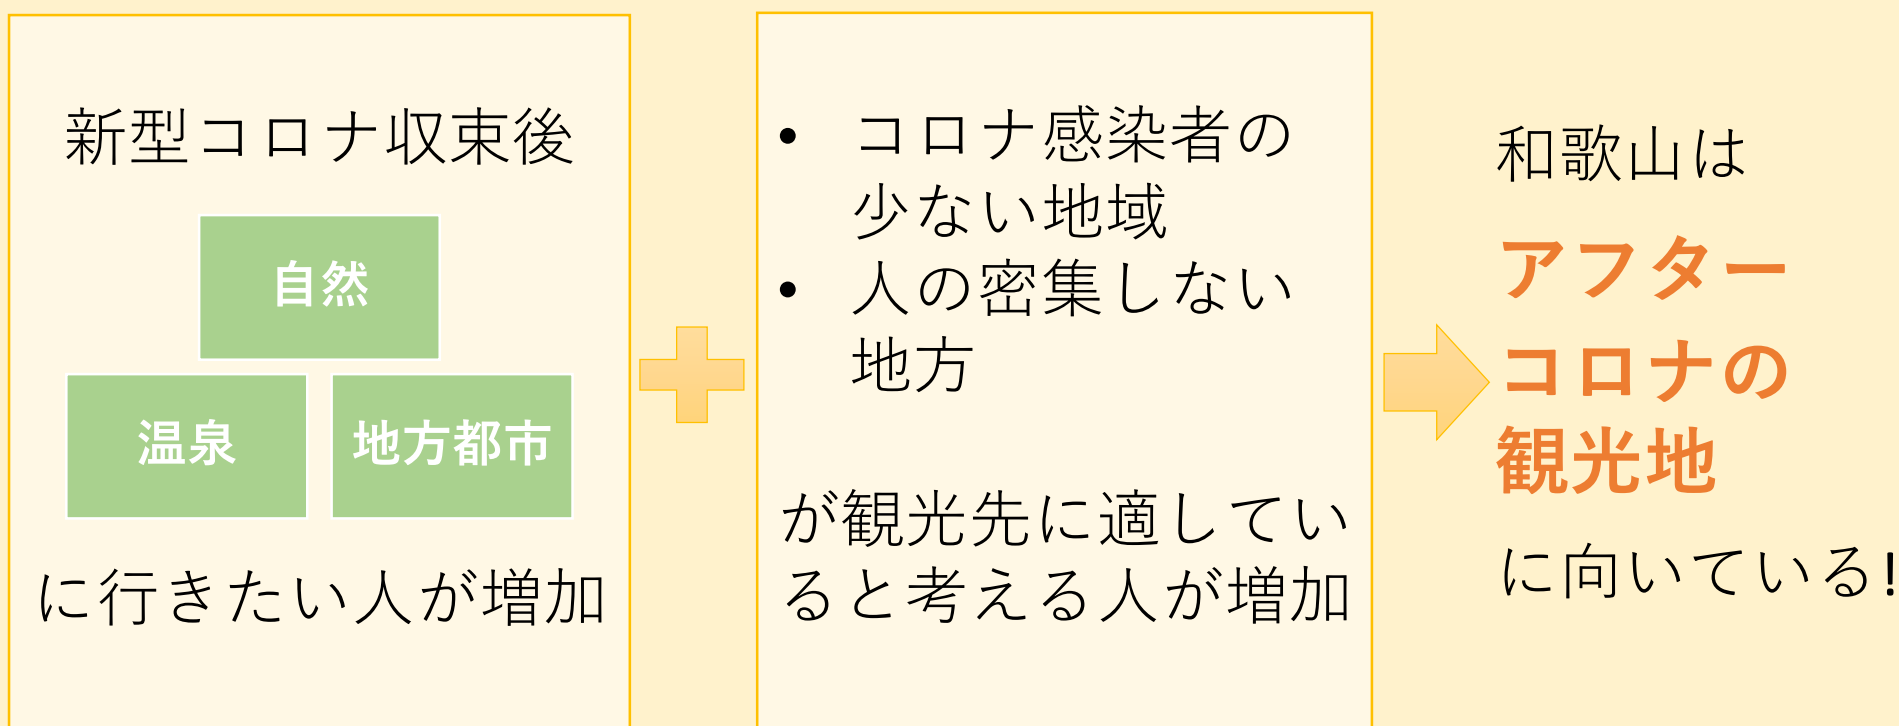 新型コロナ収束後
自然
温泉
地方都市
に行きたい人が増加
• コロナ感染者の
少ない地域
• 人の密集しない
地方
が観光先に適してい
ると考える人が増加
和歌山は
アフター
コロナの
観光地
に向いている!